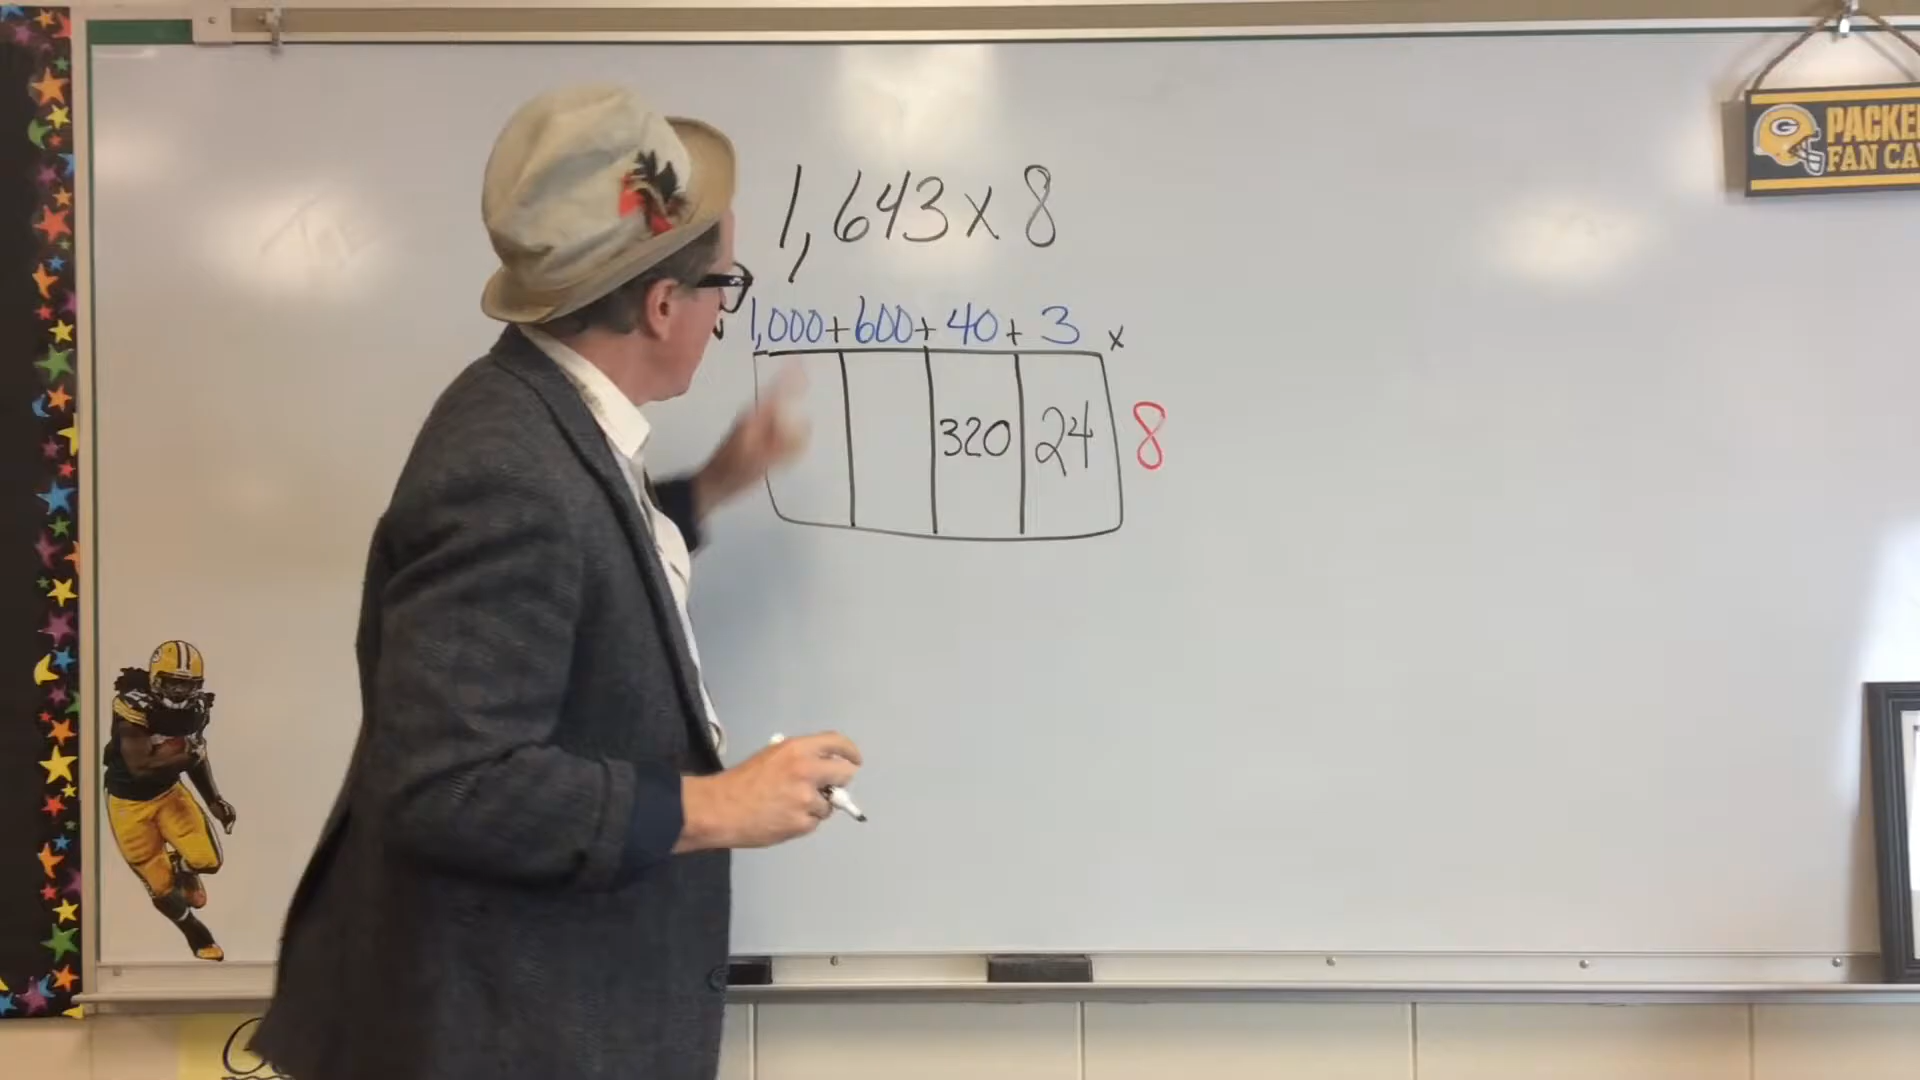 1,643 x 8
1,000+600+40+3 x
320 24 8
G PACKE
FAN CA